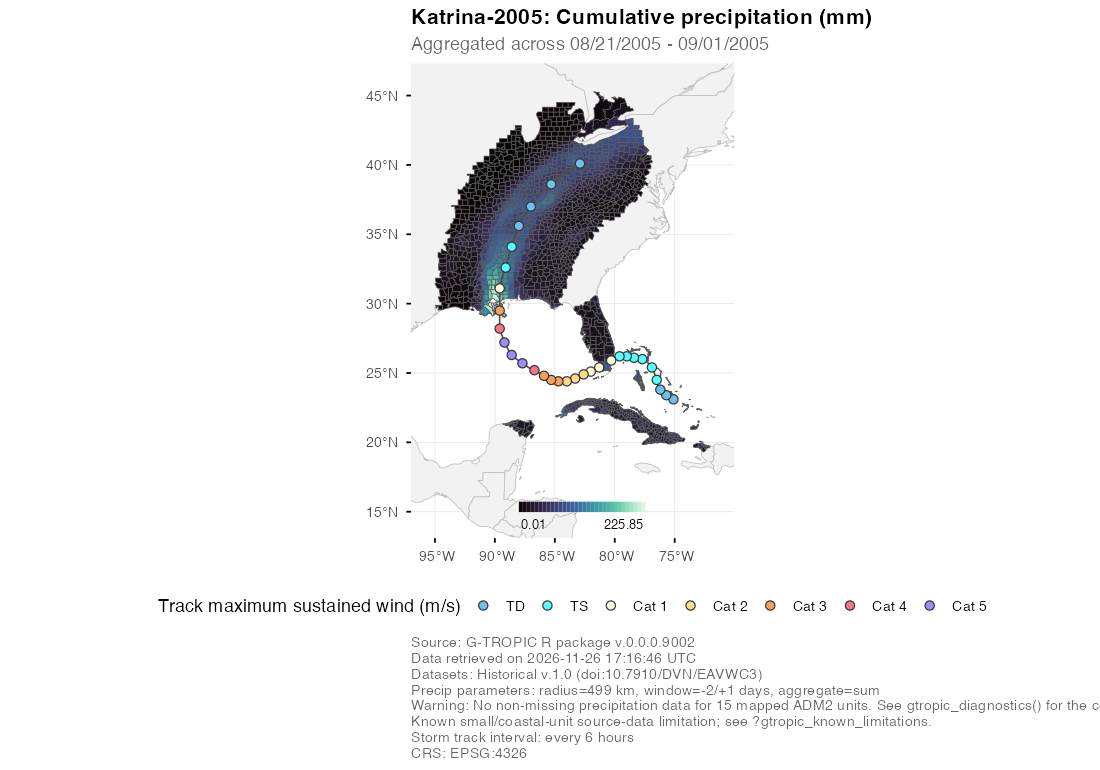 Katrina-2005: Cumulative precipitation (mm)
Aggregated across 08/21/2005 - 09/01/2005
45°N
40°N
35°N
30°N
25°N
20°N
15°N
0.01 225.85
95°W 90°W 85°W 80°W 75°W
Track maximum sustained wind (m/s) TD TS Cat 1 Cat 2 Cat 3 Cat 4 Cat 5
Source: G-TROPIC R package v.0.0.0.9002
Data retrieved on 2026-11-26 17:16:46 UTC
Datasets: Historical v.1.0 (doi:10.7910/DVN/EAVWC3)
Precip parameters: radius=499 km, window=-2/+1 days, aggregate=sum
Warning: No non-missing precipitation data for 15 mapped ADM2 units. See gtropic_diagnostics() for the
Known small/coastal-unit source-data limitation; see ?gtropic_known_limitations.
Storm track interval: every 6 hours
CRS: EPSG:4326